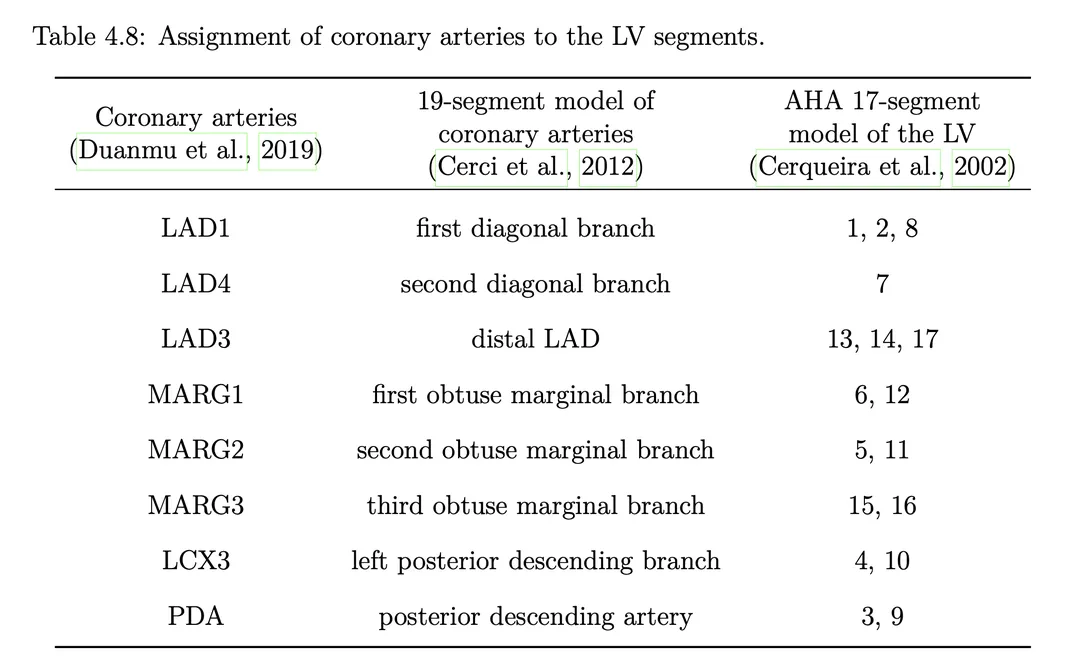 Table 4.8: Assignment of coronary arteries to the LV segments.
Coronary arteries
(Duanmu et al., 2019)
19-segment model of
coronary arteries
(Cerci et al., 2012)
AHA 17-segment
model of the LV
(Cerqueira et al., 2002)
LAD1 first diagonal branch 1, 2, 8
LAD4 second diagonal branch 7
LAD3 distal LAD 13, 14, 17
MARG1 first obtuse marginal branch 6, 12
MARG2 second obtuse marginal branch 5, 11
MARG3 third obtuse marginal branch 15, 16
LCX3 left posterior descending branch 4, 10
PDA posterior descending artery 3, 9